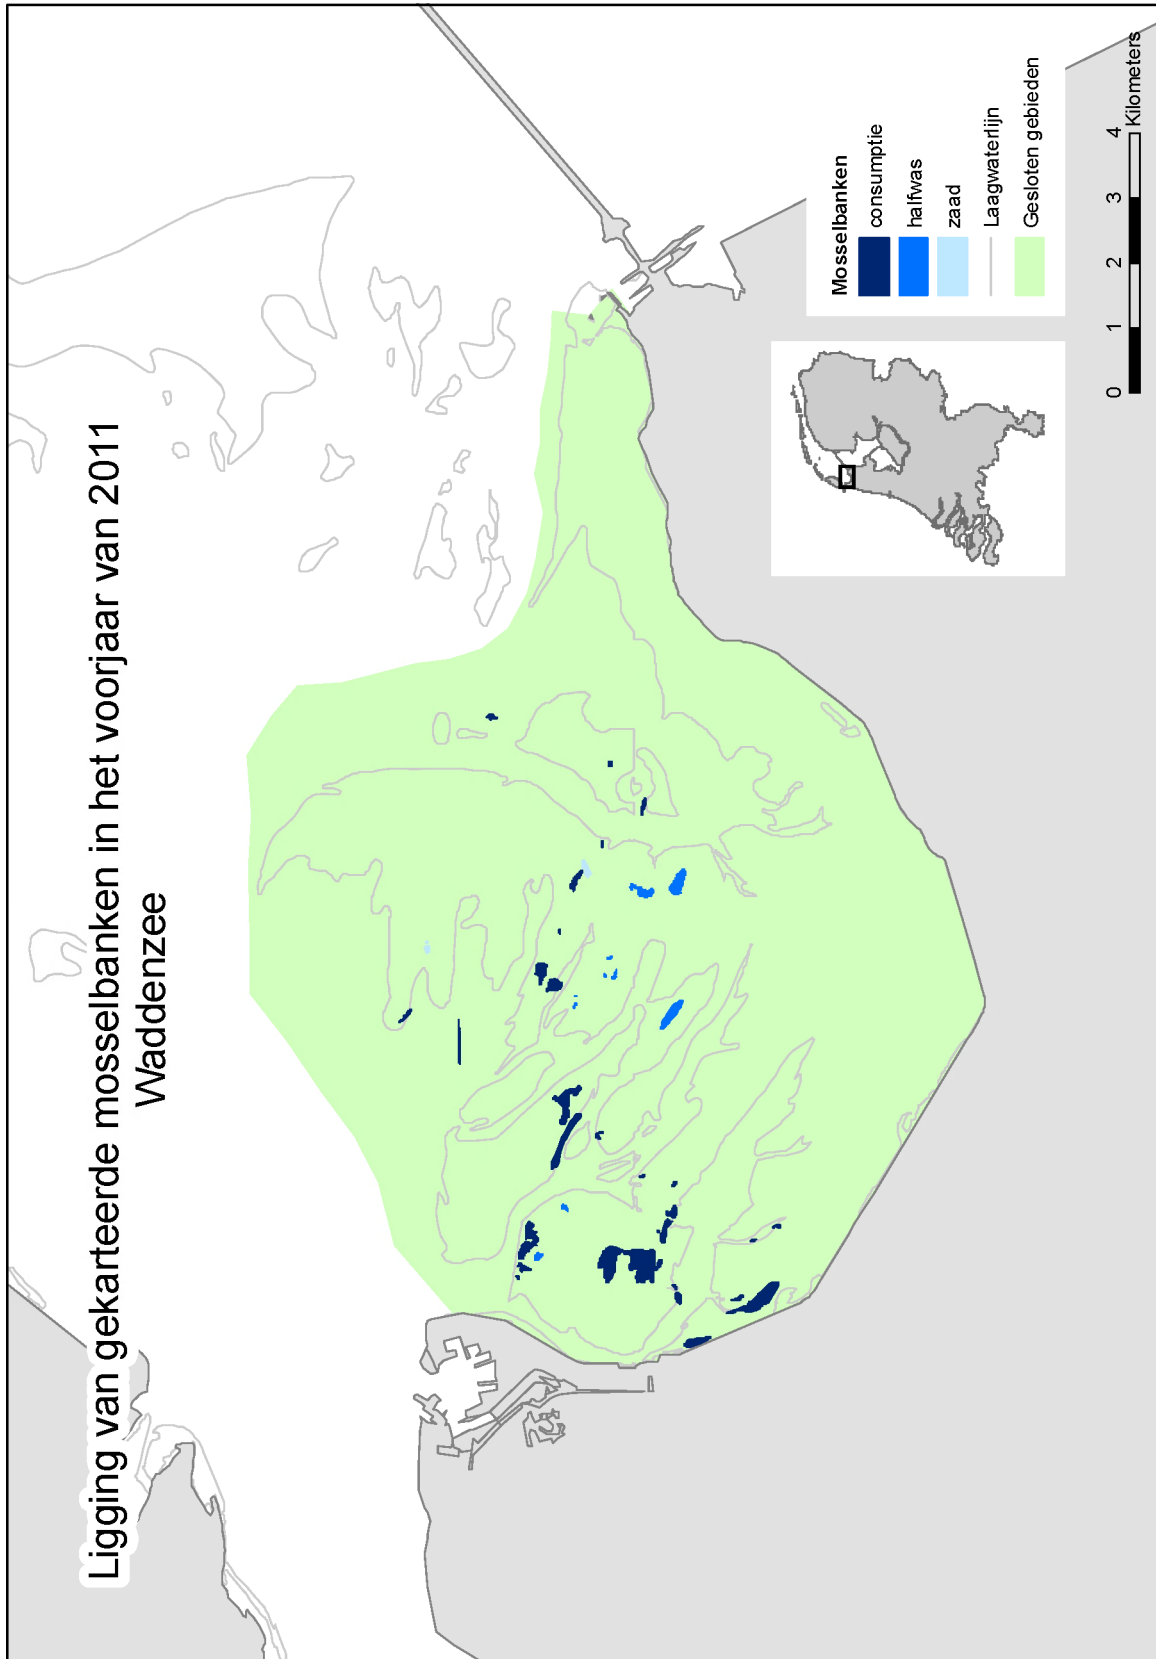 Ligging van gekarteerde mosselbanken in het voorjaar van 2011
Waddenzee
Mosselbanken
consumptie
halfwas
zaad
Laagwaterlijn
Gesloten gebieden
0 1 2 3 4
Kilometers